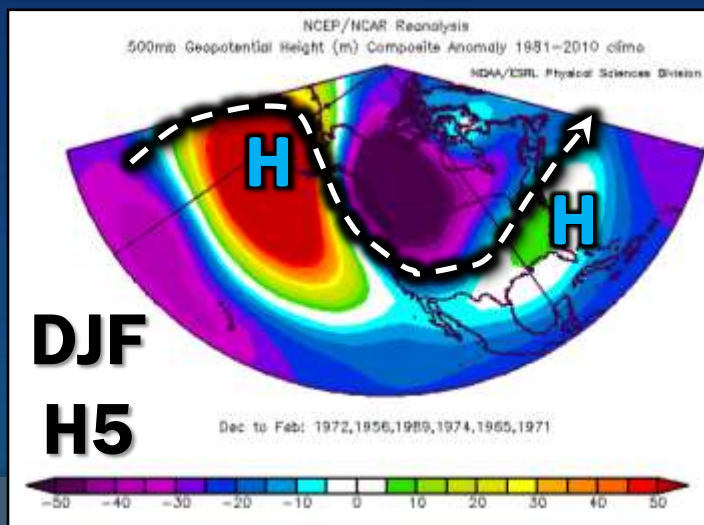 NCEP/NCAR Reanalysis
500mb Geopotential Height (m) Composite Anomaly 1981-2010 climo
NOAA/ESRL Physical Sciences Division
H
H
DJF
H5
Dec to Feb: 1972,1956,1989,1974,1965,1971
-50 -40 -30 -20 -10 0 10 20 30 40 50